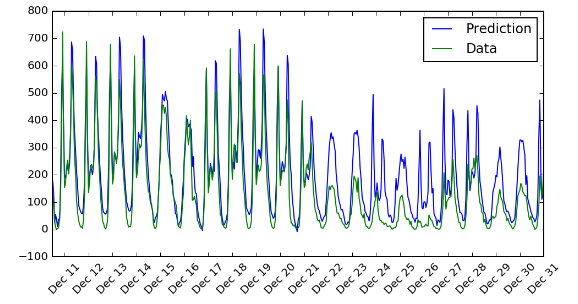 800
700
600
500
400
300
200
100
0
−100
Prediction
Data
Dec 11
Dec 12
Dec 13
Dec 14
Dec 15
Dec 16
Dec 17
Dec 18
Dec 19
Dec 20
Dec 21
Dec 22
Dec 23
Dec 24
Dec 25
Dec 26
Dec 27
Dec 28
Dec 29
Dec 30
Dec 31